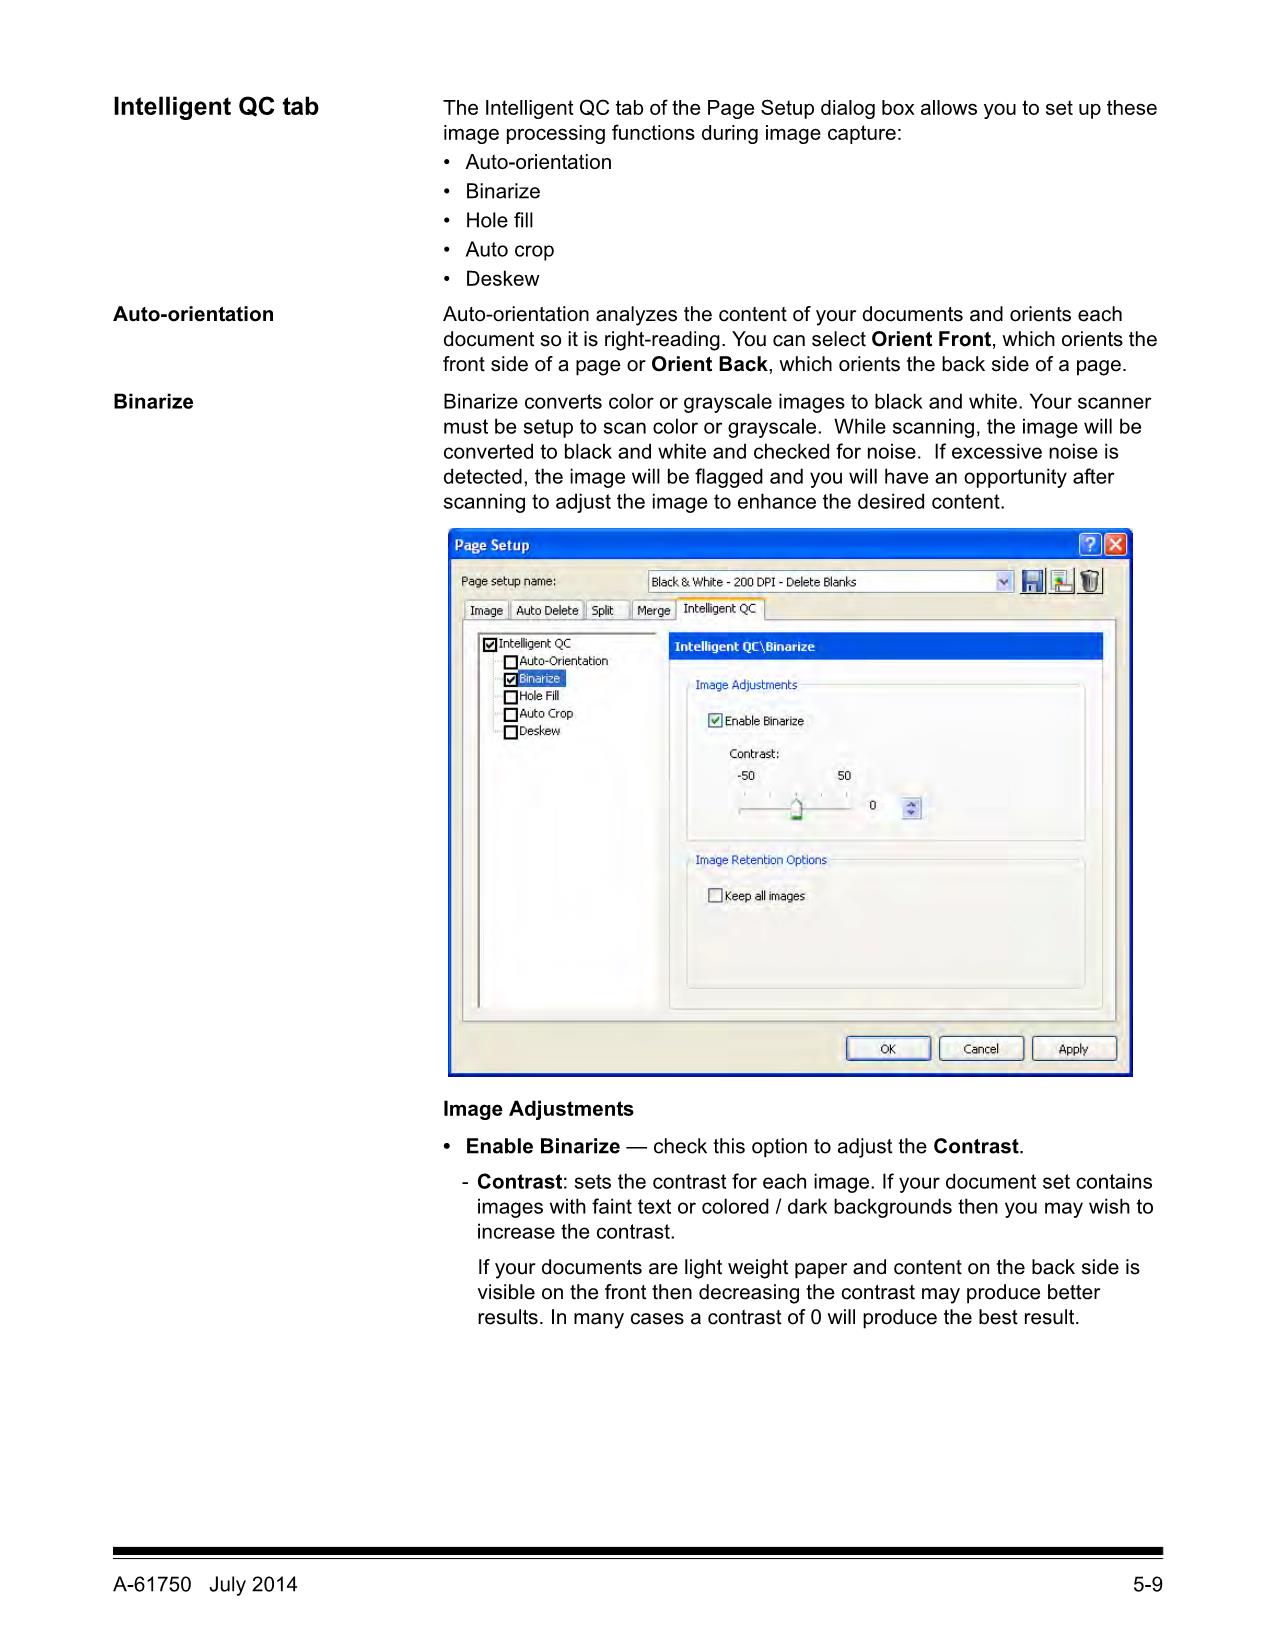 Intelligent QC tab
The Intelligent QC tab of the Page Setup dialog box allows you to set up these
image processing functions during image capture:
• Auto-orientation
• Binarize
• Hole fill
• Auto crop
• Deskew
Auto-orientation
Auto-orientation analyzes the content of your documents and orients each
document so it is right-reading. You can select Orient Front, which orients the
front side of a page or Orient Back, which orients the back side of a page.
Binarize
Binarize converts color or grayscale images to black and white. Your scanner
must be setup to scan color or grayscale.  While scanning, the image will be
converted to black and white and checked for noise.  If excessive noise is
detected, the image will be flagged and you will have an opportunity after
scanning to adjust the image to enhance the desired content.
Page Setup
Page setup name: Black & White - 200 DPI - Delete Blanks
Image Auto Delete Split Merge Intelligent QC
Intelligent QC
Auto-Orientation
Binarize
Hole Fill
Auto Crop
Deskew
Intelligent QC\Binarize
Image Adjustments
Enable Binarize
Contrast:
-50 50
0
Image Retention Options
Keep all images
OK Cancel Apply
Image Adjustments
• Enable Binarize — check this option to adjust the Contrast.
- Contrast: sets the contrast for each image. If your document set contains
images with faint text or colored / dark backgrounds then you may wish to
increase the contrast.
If your documents are light weight paper and content on the back side is
visible on the front then decreasing the contrast may produce better
results. In many cases a contrast of 0 will produce the best result.
A-61750 July 2014 5-9